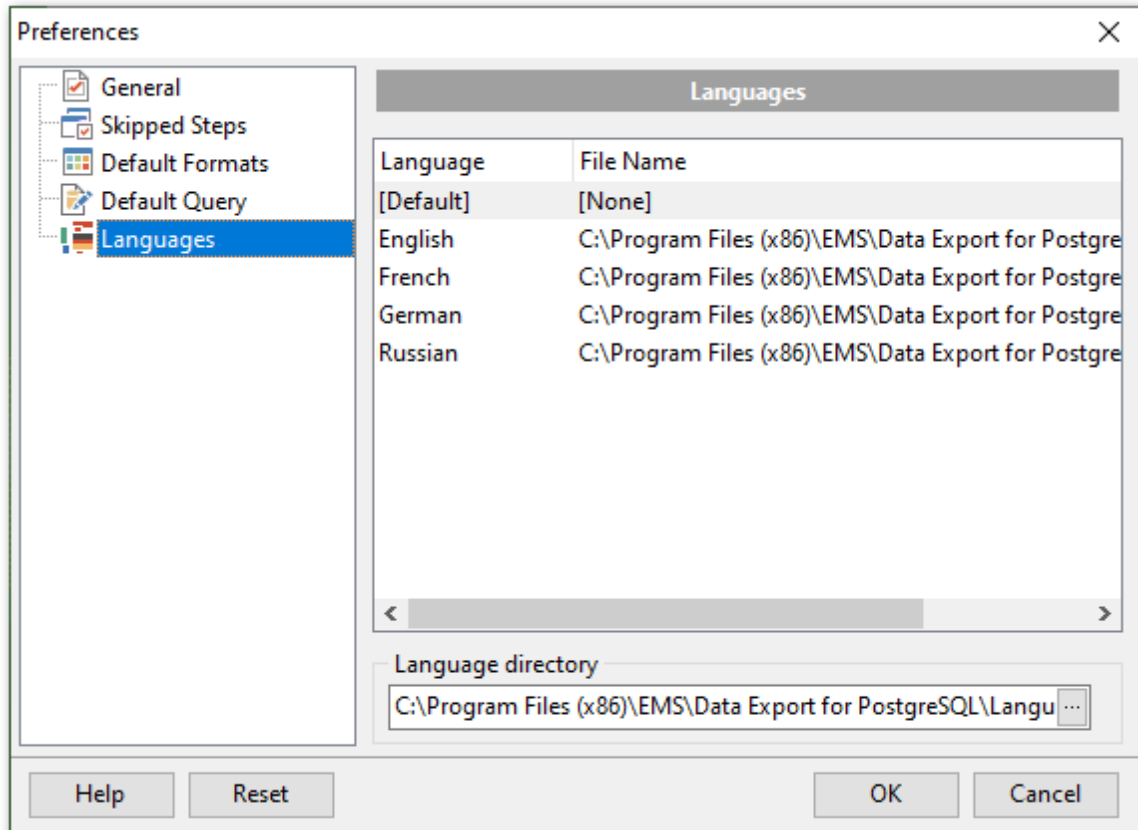 Preferences
General
Skipped Steps
Default Formats
Default Query
Languages
Languages
Language File Name
[Default] [None]
English C:\Program Files (x86)\EMS\Data Export for Postgre
French C:\Program Files (x86)\EMS\Data Export for Postgre
German C:\Program Files (x86)\EMS\Data Export for Postgre
Russian C:\Program Files (x86)\EMS\Data Export for Postgre
Language directory
C:\Program Files (x86)\EMS\Data Export for PostgreSQL\Langu ...
Help Reset OK Cancel